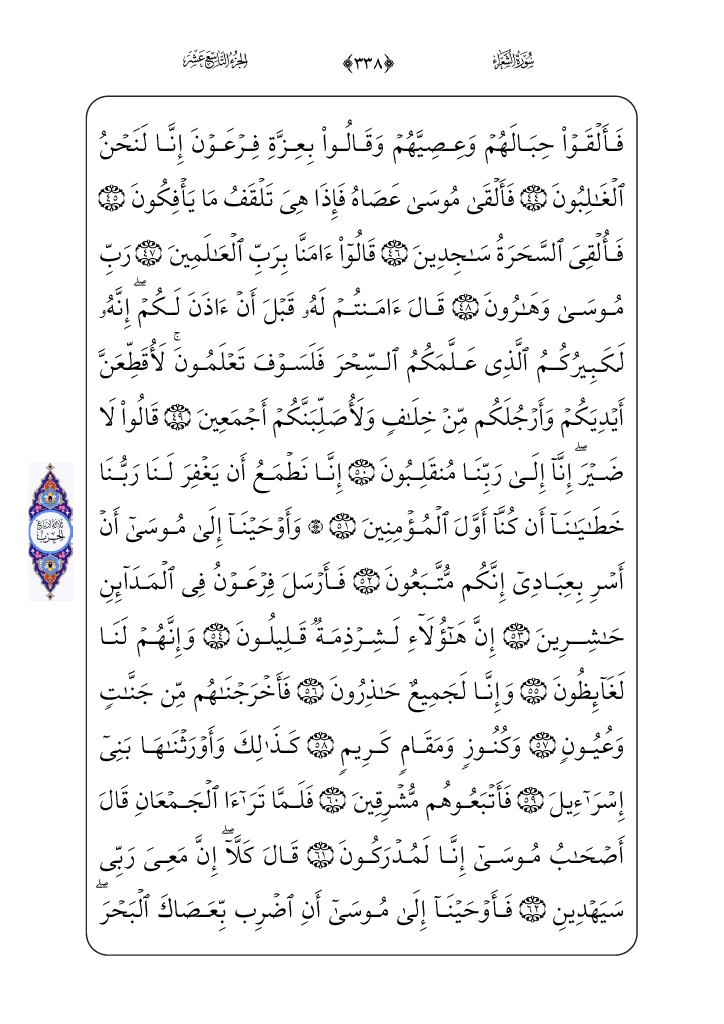 سُورَةُ الشُّعَرَاءِ ﴿٣٣٨﴾ الجُزْءُ التَّاسِعَ عَشَرَ
فَأَلۡقَوۡاْ حِبَالَهُمۡ وَعِصِيَّهُمۡ وَقَالُواْ بِعِزَّةِ فِرۡعَوۡنَ إِنَّا لَنَحۡنُ
ٱلۡغَٰلِبُونَ ٤٤ فَأَلۡقَىٰ مُوسَىٰ عَصَاهُ فَإِذَا هِيَ تَلۡقَفُ مَا يَأۡفِكُونَ ٤٥
فَأُلۡقِيَ ٱلسَّحَرَةُ سَٰجِدِينَ ٤٦ قَالُوٓاْ ءَامَنَّا بِرَبِّ ٱلۡعَٰلَمِينَ ٤٧ رَبِّ
مُوسَىٰ وَهَٰرُونَ ٤٨ قَالَ ءَامَنتُمۡ لَهُۥ قَبۡلَ أَنۡ ءَاذَنَ لَكُمۡۖ إِنَّهُۥ
لَكَبِيرُكُمُ ٱلَّذِي عَلَّمَكُمُ ٱلسِّحۡرَ فَلَسَوۡفَ تَعۡلَمُونَۚ لَأُقَطِّعَنَّ
أَيۡدِيَكُمۡ وَأَرۡجُلَكُم مِّنۡ خِلَٰفٖ وَلَأُصَلِّبَنَّكُمۡ أَجۡمَعِينَ ٤٩ قَالُواْ لَا
ضَيۡرَۖ إِنَّآ إِلَىٰ رَبِّنَا مُنقَلِبُونَ ٥٠ إِنَّا نَطۡمَعُ أَن يَغۡفِرَ لَنَا رَبُّنَا
خَطَٰيَٰنَآ أَن كُنَّآ أَوَّلَ ٱلۡمُؤۡمِنِينَ ٥١ ۞ وَأَوۡحَيۡنَآ إِلَىٰ مُوسَىٰٓ أَنۡ
أَسۡرِ بِعِبَادِيٓ إِنَّكُم مُّتَّبَعُونَ ٥٢ فَأَرۡسَلَ فِرۡعَوۡنُ فِي ٱلۡمَدَآئِنِ
حَٰشِرِينَ ٥٣ إِنَّ هَٰٓؤُلَآءِ لَشِرۡذِمَةٞ قَلِيلُونَ ٥٤ وَإِنَّهُمۡ لَنَا
لَغَآئِظُونَ ٥٥ وَإِنَّا لَجَمِيعٌ حَٰذِرُونَ ٥٦ فَأَخۡرَجۡنَٰهُم مِّن جَنَّٰتٖ
وَعُيُونٖ ٥٧ وَكُنُوزٖ وَمَقَامٖ كَرِيمٖ ٥٨ كَذَٰلِكَ وَأَوۡرَثۡنَٰهَا بَنِيٓ
إِسۡرَٰٓءِيلَ ٥٩ فَأَتۡبَعُوهُم مُّشۡرِقِينَ ٦٠ فَلَمَّا تَرَٰٓءَا ٱلۡجَمۡعَانِ قَالَ
أَصۡحَٰبُ مُوسَىٰٓ إِنَّا لَمُدۡرَكُونَ ٦١ قَالَ كَلَّآۖ إِنَّ مَعِيَ رَبِّي
سَيَهۡدِينِ ٦٢ فَأَوۡحَيۡنَآ إِلَىٰ مُوسَىٰٓ أَنِ ٱضۡرِب بِّعَصَاكَ ٱلۡبَحۡرَۖ
ثلاثة ارباع
الحزب